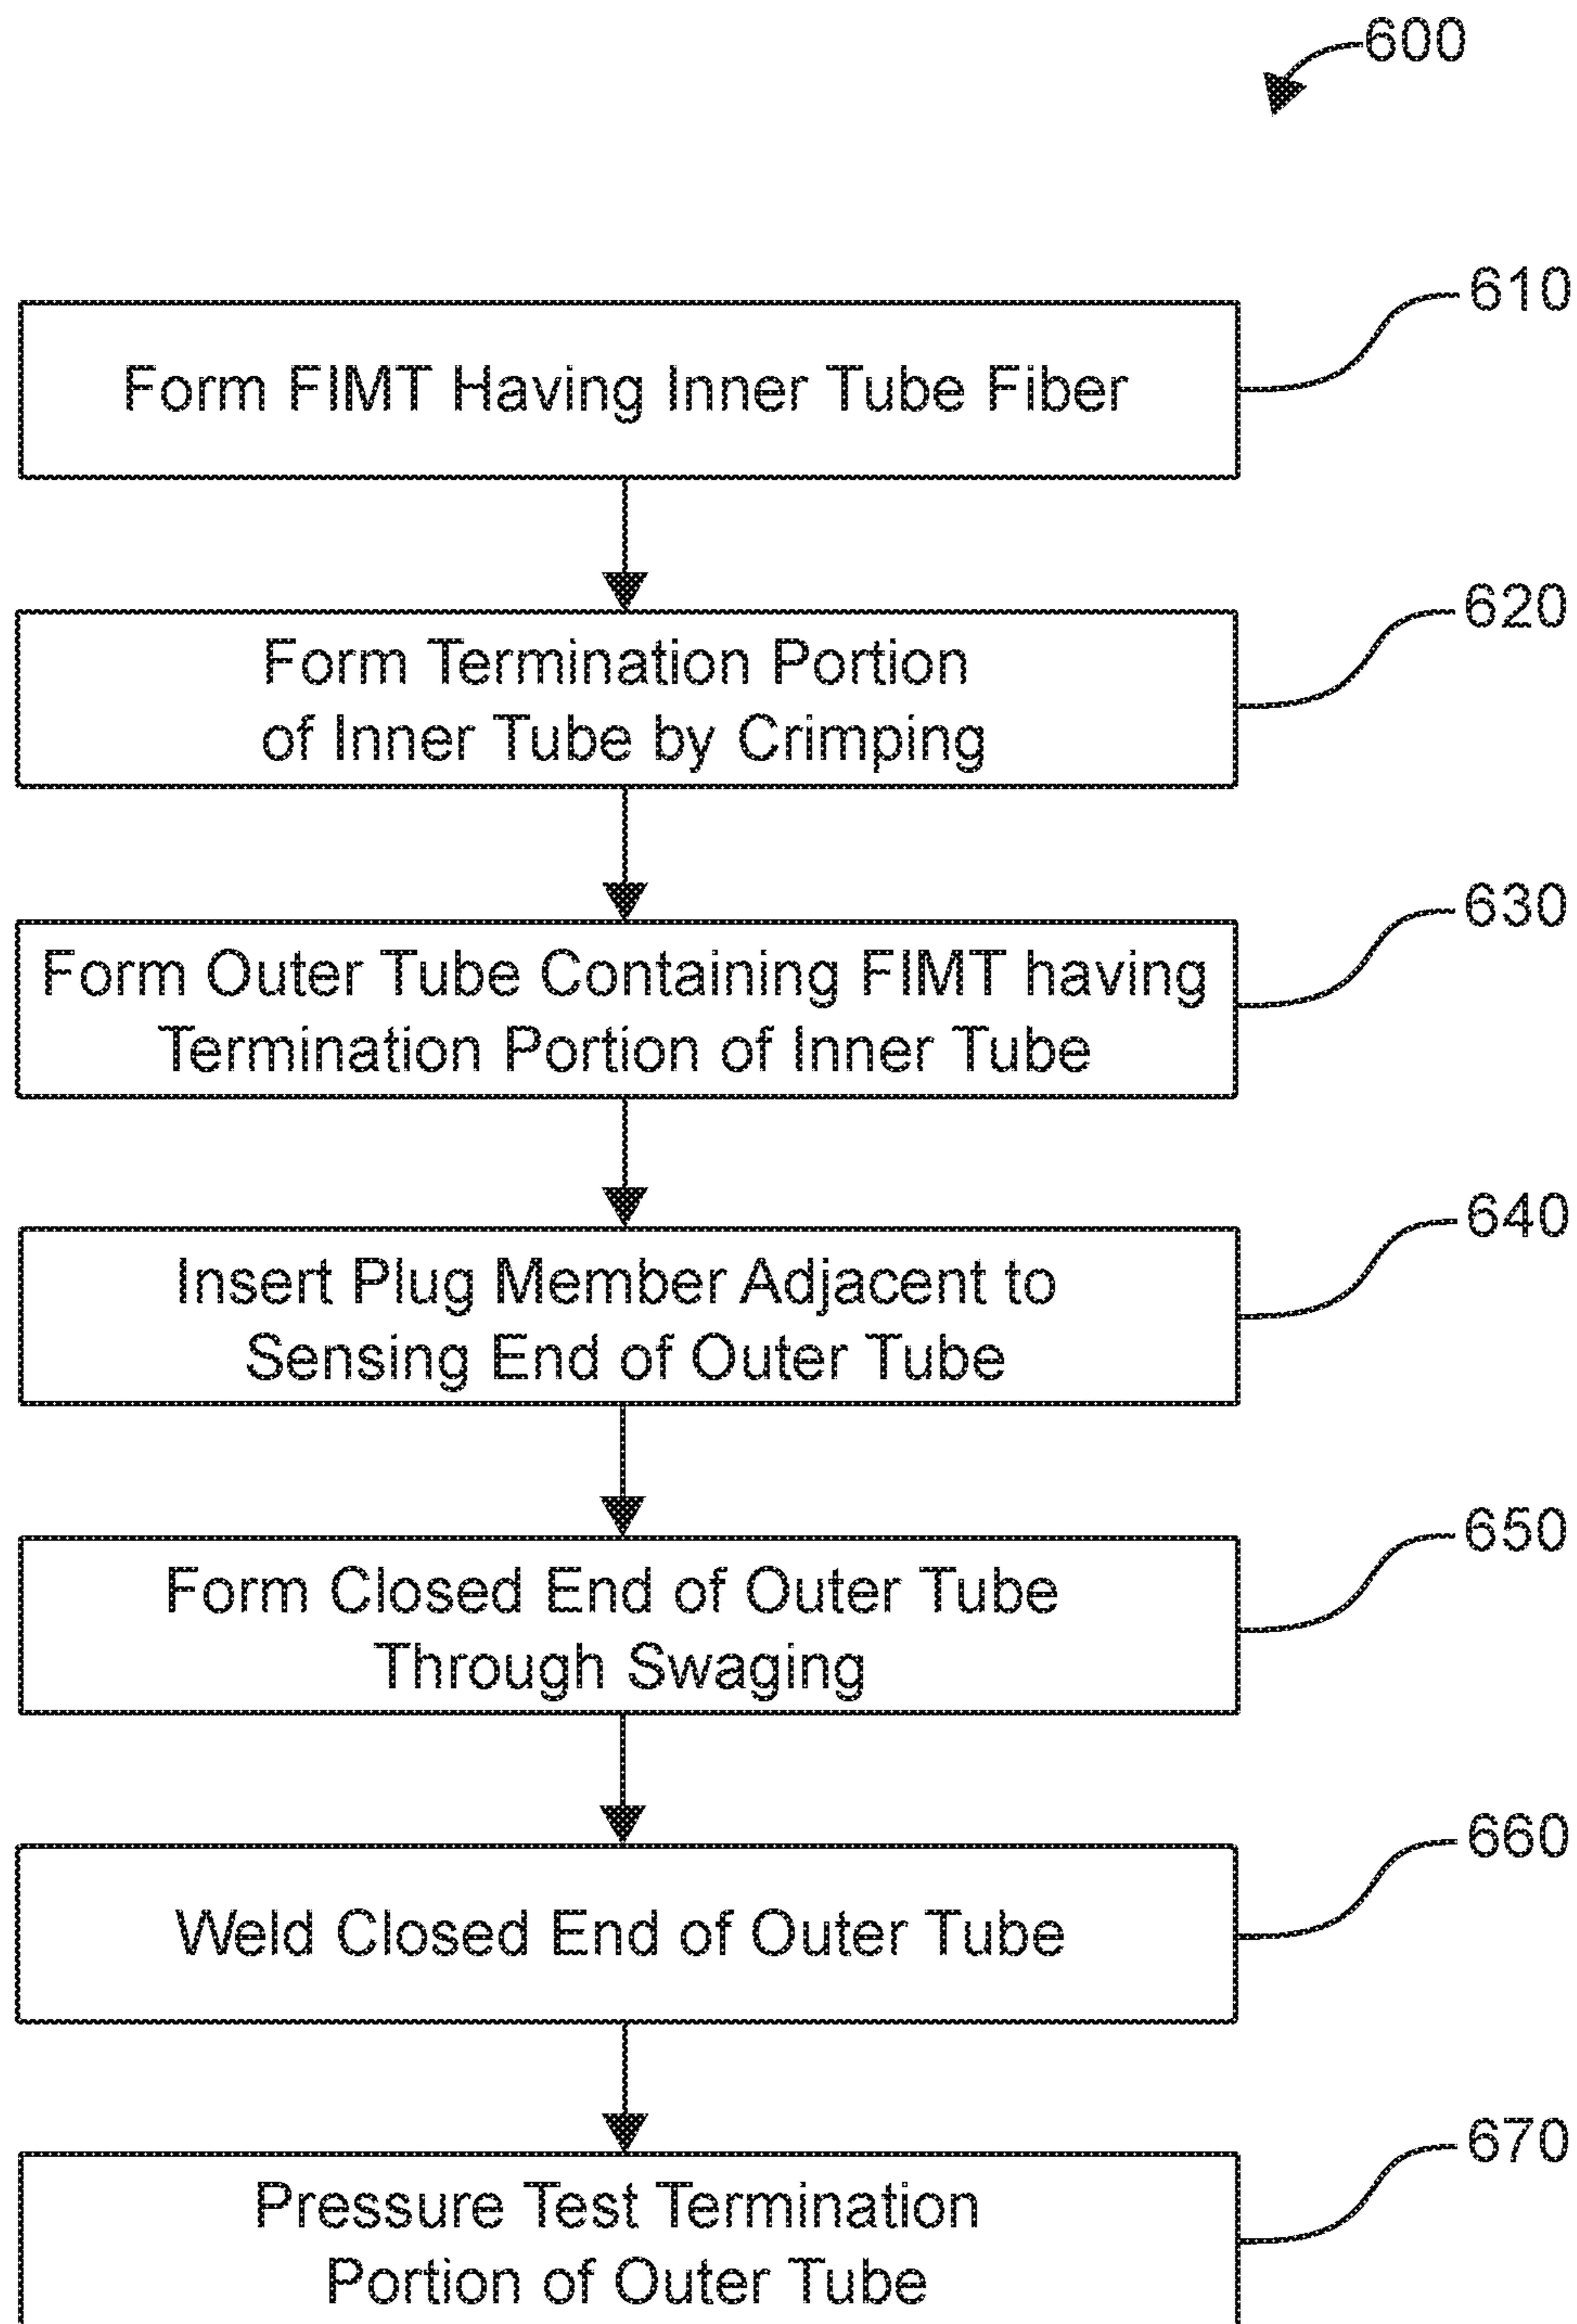 600
Form FIMT Having Inner Tube Fiber
610
Form Termination Portion
of Inner Tube by Crimping
620
Form Outer Tube Containing FIMT having
Termination Portion of Inner Tube
630
Insert Plug Member Adjacent to
Sensing End of Outer Tube
640
Form Closed End of Outer Tube
Through Swaging
650
Weld Closed End of Outer Tube
660
Pressure Test Termination
Portion of Outer Tube
670